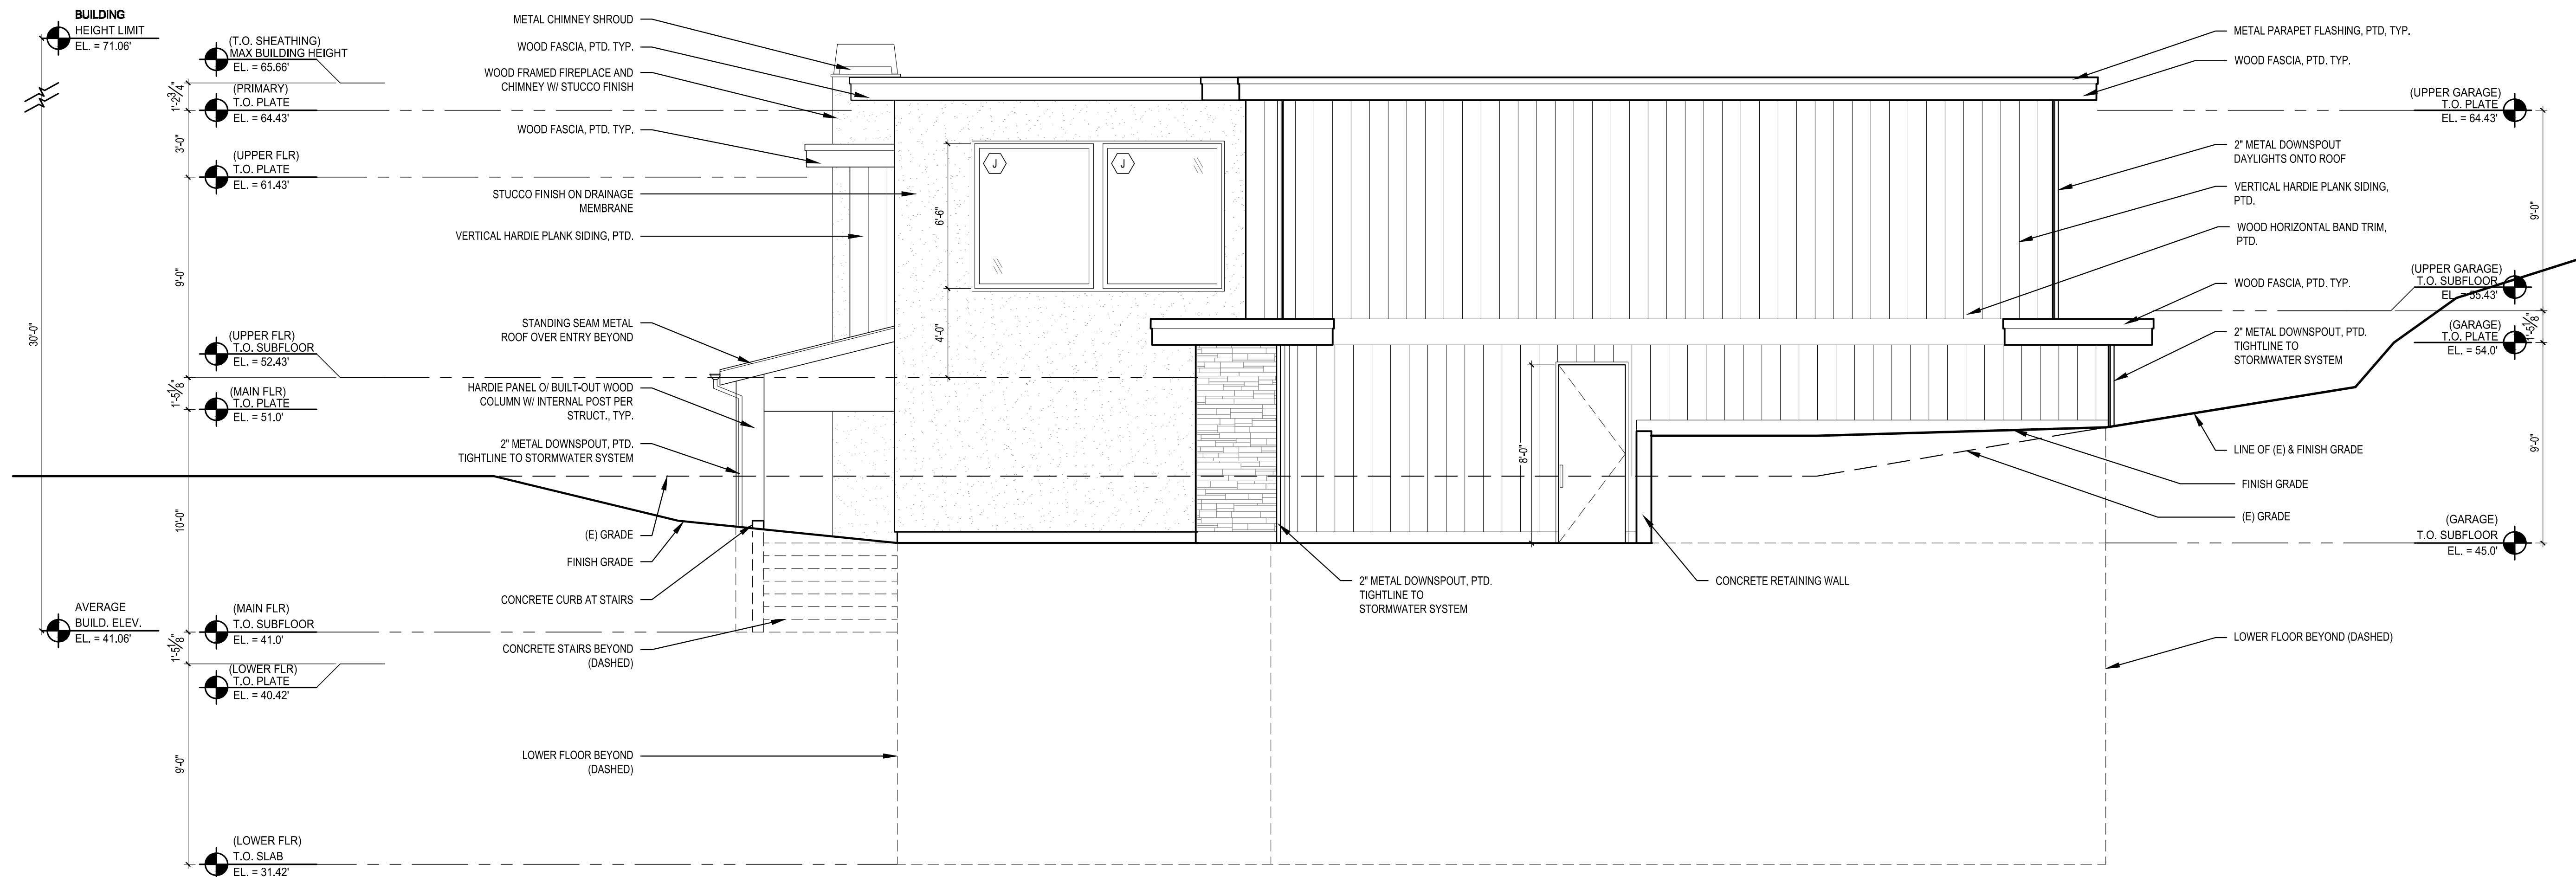 BUILDING
HEIGHT LIMIT
EL. = 71.06'
(T.O. SHEATHING)
MAX BUILDING HEIGHT
EL. = 65.66'
1'-2 3/4"
(PRIMARY)
T.O. PLATE
EL. = 64.43'
3'-0"
(UPPER FLR)
T.O. PLATE
EL. = 61.43'
9'-0"
30'-0"
(UPPER FLR)
T.O. SUBFLOOR
EL. = 52.43'
1'-5 1/8"
(MAIN FLR)
T.O. PLATE
EL. = 51.0'
10'-0"
AVERAGE
BUILD. ELEV.
EL. = 41.06'
(MAIN FLR)
T.O. SUBFLOOR
EL. = 41.0'
1'-5 1/8"
(LOWER FLR)
T.O. PLATE
EL. = 40.42'
9'-0"
(LOWER FLR)
T.O. SLAB
EL. = 31.42'
METAL CHIMNEY SHROUD
WOOD FASCIA, PTD. TYP.
WOOD FRAMED FIREPLACE AND
CHIMNEY W/ STUCCO FINISH
WOOD FASCIA, PTD. TYP.
STUCCO FINISH ON DRAINAGE
MEMBRANE
VERTICAL HARDIE PLANK SIDING, PTD.
STANDING SEAM METAL
ROOF OVER ENTRY BEYOND
HARDIE PANEL O/ BUILT-OUT WOOD
COLUMN W/ INTERNAL POST PER
STRUCT., TYP.
2" METAL DOWNSPOUT, PTD.
TIGHTLINE TO STORMWATER SYSTEM
(E) GRADE
FINISH GRADE
CONCRETE CURB AT STAIRS
CONCRETE STAIRS BEYOND
(DASHED)
LOWER FLOOR BEYOND
(DASHED)
J
J
6'-6"
4'-0"
8'-0"
2" METAL DOWNSPOUT, PTD.
TIGHTLINE TO
STORMWATER SYSTEM
CONCRETE RETAINING WALL
METAL PARAPET FLASHING, PTD, TYP.
WOOD FASCIA, PTD. TYP.
2" METAL DOWNSPOUT
DAYLIGHTS ONTO ROOF
VERTICAL HARDIE PLANK SIDING,
PTD.
WOOD HORIZONTAL BAND TRIM,
PTD.
WOOD FASCIA, PTD. TYP.
2" METAL DOWNSPOUT, PTD.
TIGHTLINE TO
STORMWATER SYSTEM
LINE OF (E) & FINISH GRADE
FINISH GRADE
(E) GRADE
LOWER FLOOR BEYOND (DASHED)
(UPPER GARAGE)
T.O. PLATE
EL. = 64.43'
9'-0"
(UPPER GARAGE)
T.O. SUBFLOOR
EL. = 55.43'
1'-5 1/8"
(GARAGE)
T.O. PLATE
EL. = 54.0'
9'-0"
(GARAGE)
T.O. SUBFLOOR
EL. = 45.0'